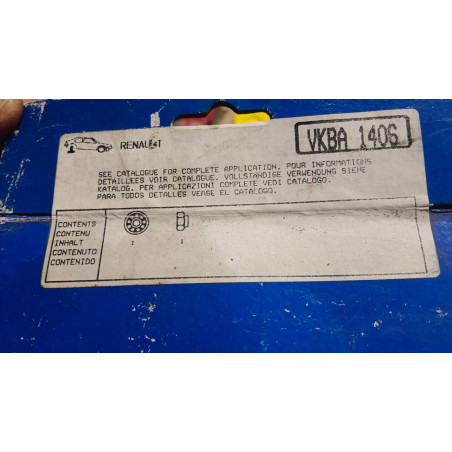 RENAULT
VKBA 1406
SEE CATALOGUE FOR COMPLETE APPLICATION. POUR INFORMATIONS
DETAILLEES VOIR CATALOGUE. VOLLSTANDIGE VERWENDUNG SIEHE
KATALOG. PER APPLICAZIONI COMPLETE VEDI CATALOGO.
PARA TODOS DETALLES VEASE EL CATALOGO.
CONTENTS
CONTENU
INHALT
CONTENUTO
CONTENIDO